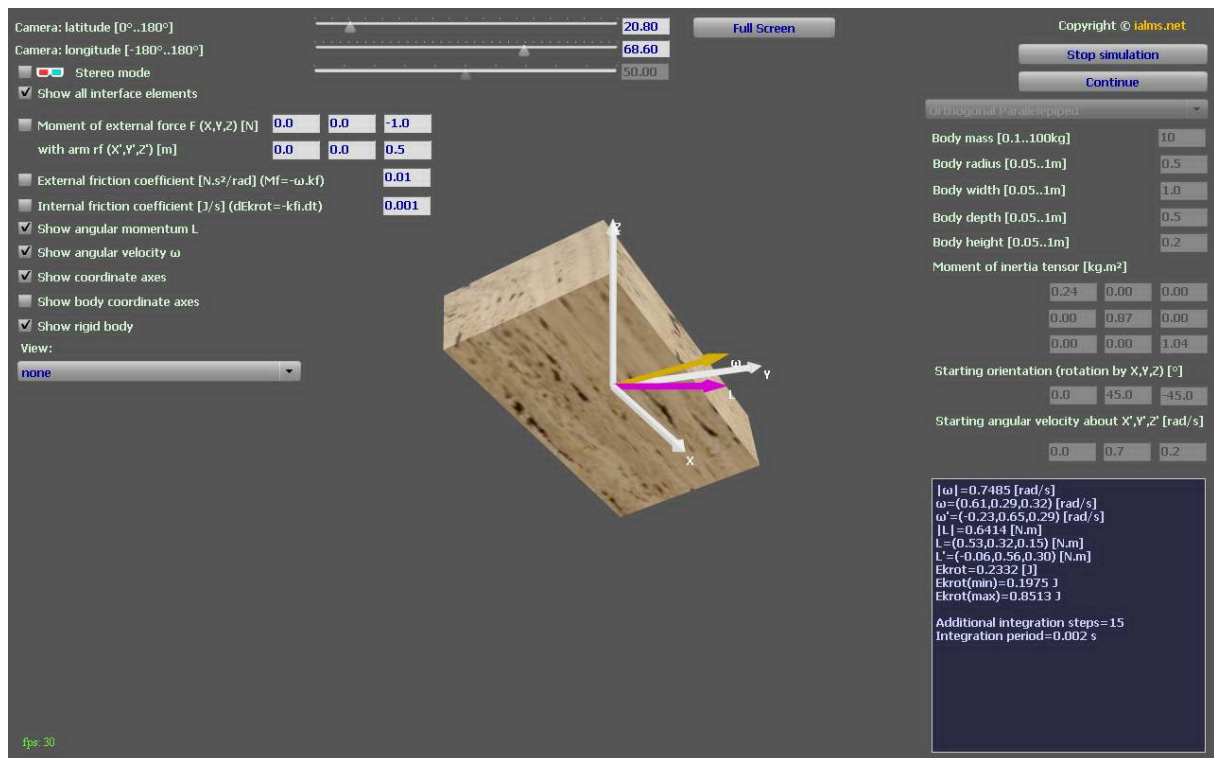 Camera: latitude [0°..180°] 20.80
Camera: longitude [-180°..180°] 68.60
Stereo mode 50.00
Show all interface elements
Moment of external force F (X,Y,Z) [N] 0.0 0.0 -1.0
with arm rf (X',Y',Z') [m] 0.0 0.0 0.5
External friction coefficient [N.s²/rad] (Mf=-ω.kf) 0.01
Internal friction coefficient [J/s] (dEkrot=-kfi.dt) 0.001
Show angular momentum L
Show angular velocity ω
Show coordinate axes
Show body coordinate axes
Show rigid body
View:
none
fps: 30
Full Screen
Z
ω
Y
L
X
Copyright © ialms.net
Stop simulation
Continue
Orthogonal Parallelepiped
Body mass [0.1..100kg] 10
Body radius [0.05..1m] 0.5
Body width [0.05..1m] 1.0
Body depth [0.05..1m] 0.5
Body height [0.05..1m] 0.2
Moment of inertia tensor [kg.m²]
0.24 0.00 0.00
0.00 0.87 0.00
0.00 0.00 1.04
Starting orientation (rotation by X,Y,Z) [°]
0.0 45.0 -45.0
Starting angular velocity about X',Y',Z' [rad/s]
0.0 0.7 0.2
|ω|=0.7485 [rad/s]
ω=(0.61,0.29,0.32) [rad/s]
ω'=(-0.23,0.65,0.29) [rad/s]
|L|=0.6414 [N.m]
L=(0.53,0.32,0.15) [N.m]
L'=(-0.06,0.56,0.30) [N.m]
Ekrot=0.2332 [J]
Ekrot(min)=0.1975 J
Ekrot(max)=0.8513 J
Additional integration steps=15
Integration period=0.002 s